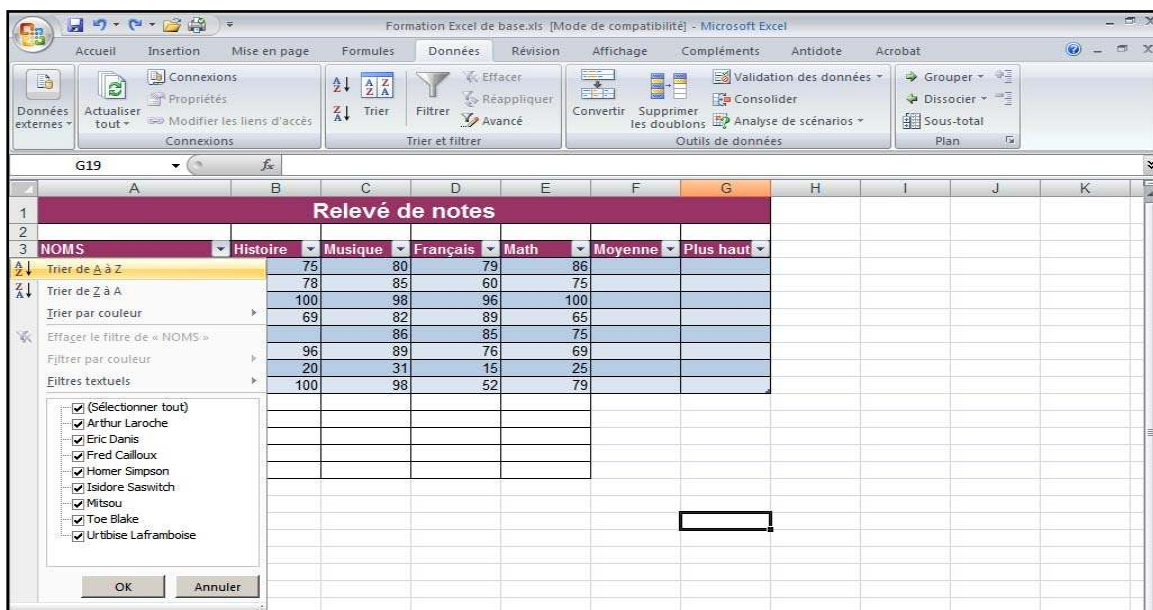 Formation Excel de base.xls [Mode de compatibilité] - Microsoft Excel
Accueil Insertion Mise en page Formules Données Révision Affichage Compléments Antidote Acrobat
Données externes
Actualiser tout
Connexions
Propriétés
Modifier les liens d'accès
Connexions
Trier
Filtrer
Effacer
Réappliquer
Avancé
Trier et filtrer
Convertir
Supprimer les doublons
Validation des données
Consolider
Analyse de scénarios
Outils de données
Grouper
Dissocier
Sous-total
Plan
G19 fx
A B C D E F G H I J K
1 Relevé de notes
2
3 NOMS Histoire Musique Français Math Moyenne Plus haut
75 80 79 86
78 85 60 75
100 98 96 100
69 82 89 65
86 85 75
96 89 76 69
20 31 15 25
100 98 52 79
Trier de A à Z
Trier de Z à A
Trier par couleur
Effacer le filtre de « NOMS »
Filtrer par couleur
Filtres textuels
(Sélectionner tout)
Arthur Laroche
Eric Danis
Fred Cailloux
Homer Simpson
Isidore Saswitch
Mitsou
Toe Blake
Urtibise Laframboise
OK Annuler